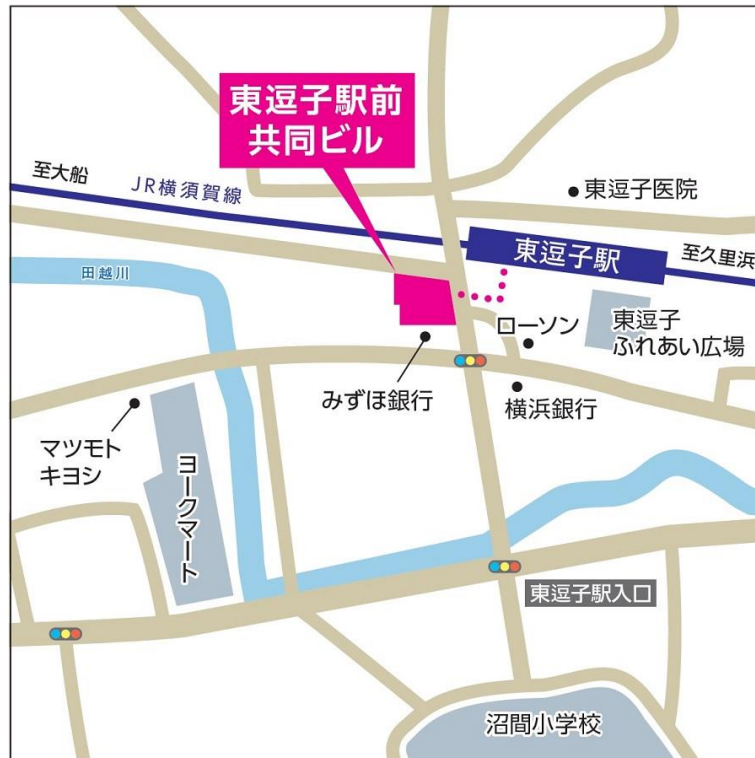 東逗子駅前
共同ビル
至大船
JR横須賀線
東逗子医院
東逗子駅
至久里浜
田越川
ローソン
東逗子
ふれあい広場
みずほ銀行
横浜銀行
マツモト
キヨシ
ヨークマート
東逗子駅入口
沼間小学校